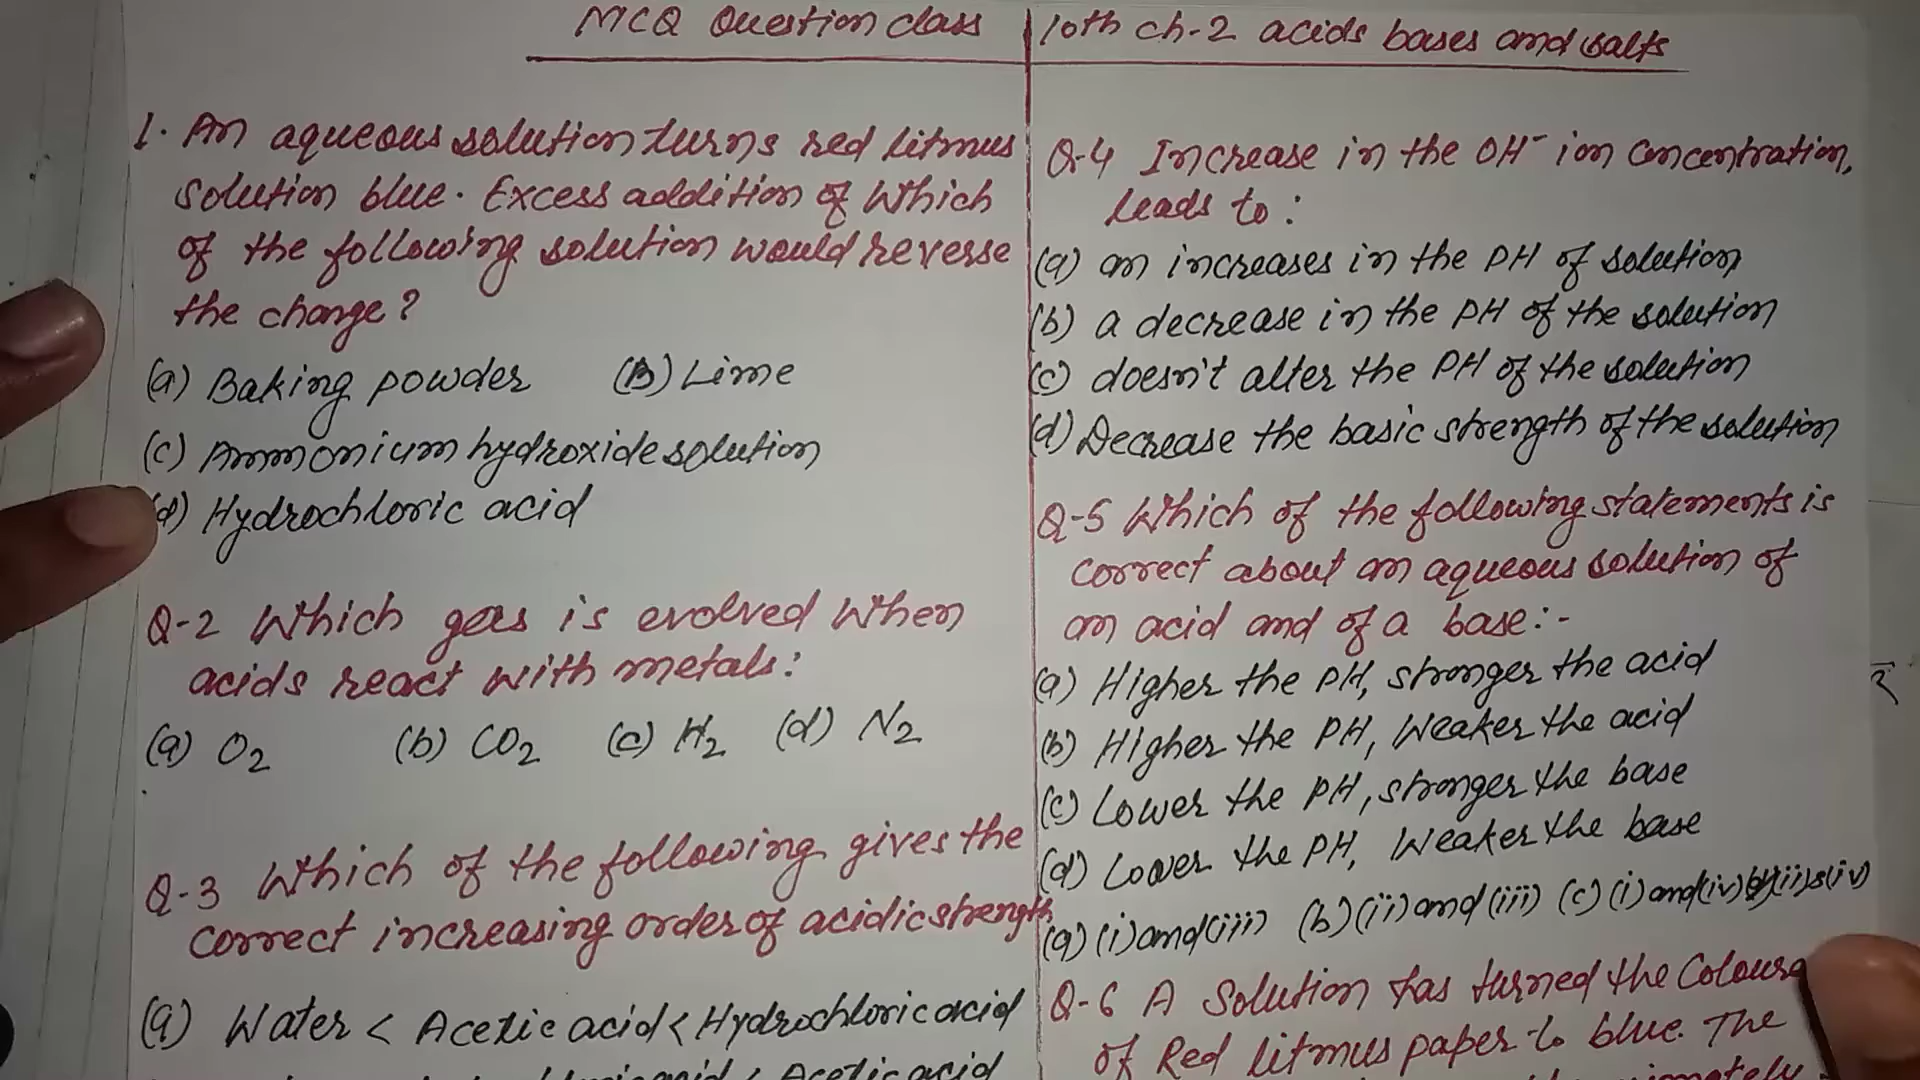 MCQ Question class 10th ch-2 acids bases and salts
1. An aqueous solution turns red litmus
solution blue. Excess addition of Which
of the following solution would reverse
the change?
(a) Baking powder (B) Lime
(c) Ammonium hydroxide solution
(d) Hydrochloric acid
Q-2 Which gas is evolved When
acids react with metals:
(a) O2 (b) CO2 (c) H2 (d) N2
Q-3 Which of the following gives the
correct increasing order of acidic strength
(a) Water < Acetic acid < Hydrochloric acid
acid < Acetic acid
Q-4 Increase in the OH- ion concentration,
leads to:
(a) an increases in the PH of solution
(b) a decrease in the PH of the solution
(c) doesn't alter the PH of the solution
(d) Decrease the basic strength of the solution
Q-5 Which of the following statements is
correct about an aqueous solution of
an acid and of a base:-
(a) Higher the PH, stronger the acid
(b) Higher the PH, Weaker the acid
(c) Lower the PH, stronger the base
(d) Lower the PH, Weaker the base
(a) (i) and (iii) (b) (ii) and (iii) (c) (i) and (iv) (d) (ii) & (iv)
Q-6 A Solution has turned the Colour
of Red litmus paper to blue. The